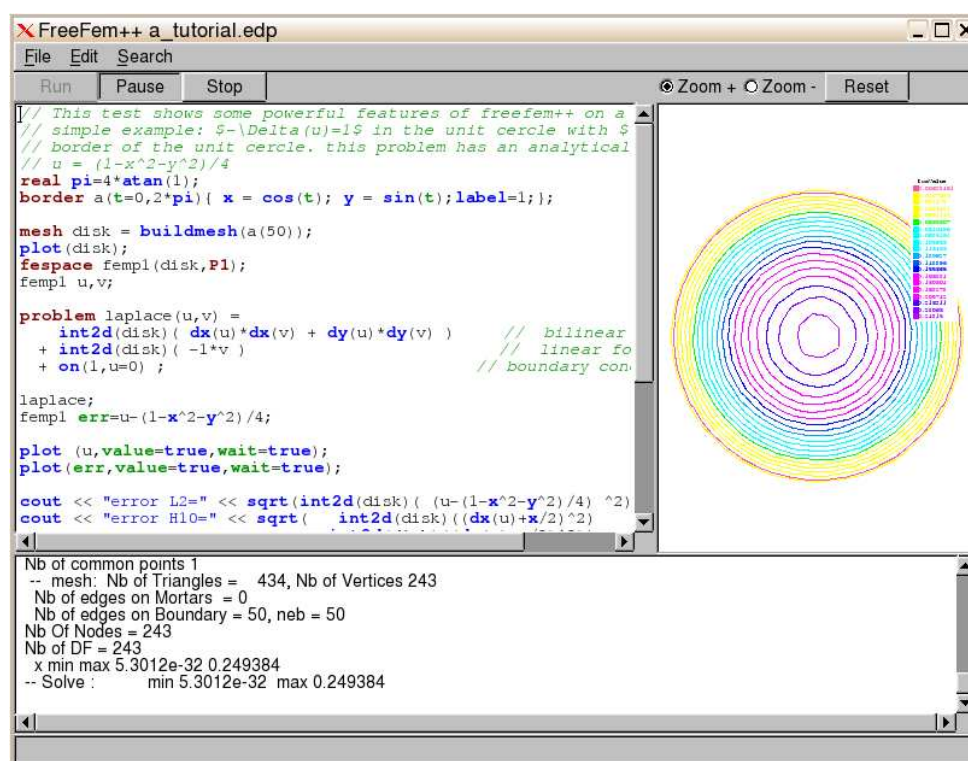 FreeFem++ a_tutorial.edp
File Edit Search
Run Pause Stop
Zoom + Zoom - Reset
// This test shows some powerful features of freefem++ on a
// simple example: $-\Delta(u)=1$ in the unit cercle with $
// border of the unit cercle. this problem has an analytical
// u = (1-x^2-y^2)/4
real pi=4*atan(1);
border a(t=0,2*pi){ x = cos(t); y = sin(t);label=1;};
mesh disk = buildmesh(a(50));
plot(disk);
fespace femp1(disk,P1);
femp1 u,v;
problem laplace(u,v) =
int2d(disk)( dx(u)*dx(v) + dy(u)*dy(v) ) // bilinear
+ int2d(disk)( -1*v ) // linear fo
+ on(1,u=0) ; // boundary con
laplace;
femp1 err=u-(1-x^2-y^2)/4;
plot (u,value=true,wait=true);
plot(err,value=true,wait=true);
cout << "error L2=" << sqrt(int2d(disk)( (u-(1-x^2-y^2)/4) ^2)
cout << "error H10=" << sqrt( int2d(disk)((dx(u)+x/2)^2)
IsoValue
Nb of common points 1
-- mesh: Nb of Triangles = 434, Nb of Vertices 243
Nb of edges on Mortars = 0
Nb of edges on Boundary = 50, neb = 50
Nb Of Nodes = 243
Nb of DF = 243
x min max 5.3012e-32 0.249384
-- Solve : min 5.3012e-32 max 0.249384